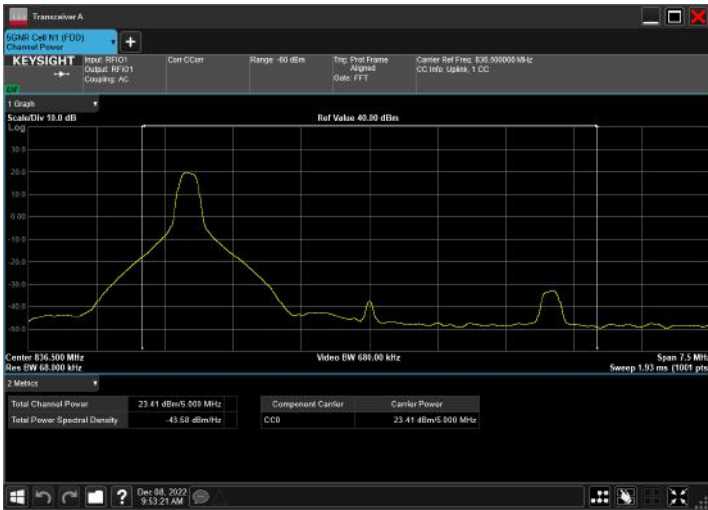 Transceiver A
5GNR Cell N1 (FDD)
Channel Power
KEYSIGHT
Input: RFIO1
Output: RFIO1
Coupling: AC
Corr CCorr
Range: -60 dBm
Trig: Prot Frame
Aligned
Gate: FFT
Carrier Ref Freq: 836.500000 MHz
CC Info: Uplink, 1 CC
1 Graph
Scale/Div 10.0 dB
Ref Value 40.00 dBm
Log
30.0
20.0
10.0
0.00
-10.0
-20.0
-30.0
-40.0
-50.0
Center 836.500 MHz
Video BW 680.00 kHz
Span 7.5 MHz
Res BW 68.000 kHz
Sweep 1.93 ms (1001 pts
2 Metrics
Total Channel Power 23.41 dBm/5.000 MHz
Total Power Spectral Density -43.58 dBm/Hz
Component Carrier Carrier Power
CC0 23.41 dBm/5.000 MHz
? Dec 08, 2022
9:53:21 AM